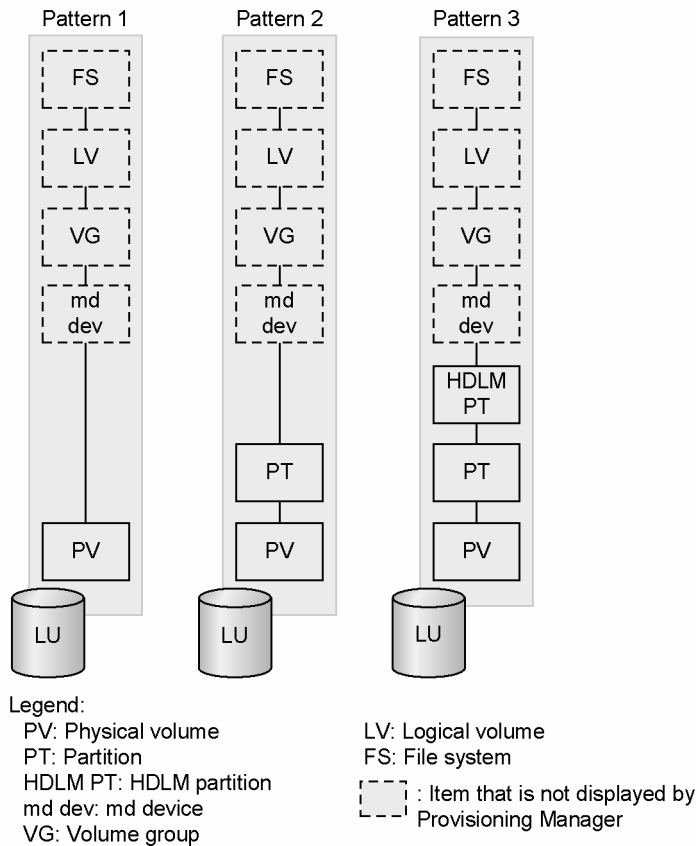 Pattern 1
FS
LV
VG
md
dev
PV
LU
Pattern 2
FS
LV
VG
md
dev
PT
PV
LU
Pattern 3
FS
LV
VG
md
dev
HDLM
PT
PT
PV
LU
Legend:
PV: Physical volume
PT: Partition
HDLM PT: HDLM partition
md dev: md device
VG: Volume group
LV: Logical volume
FS: File system
: Item that is not displayed by
Provisioning Manager